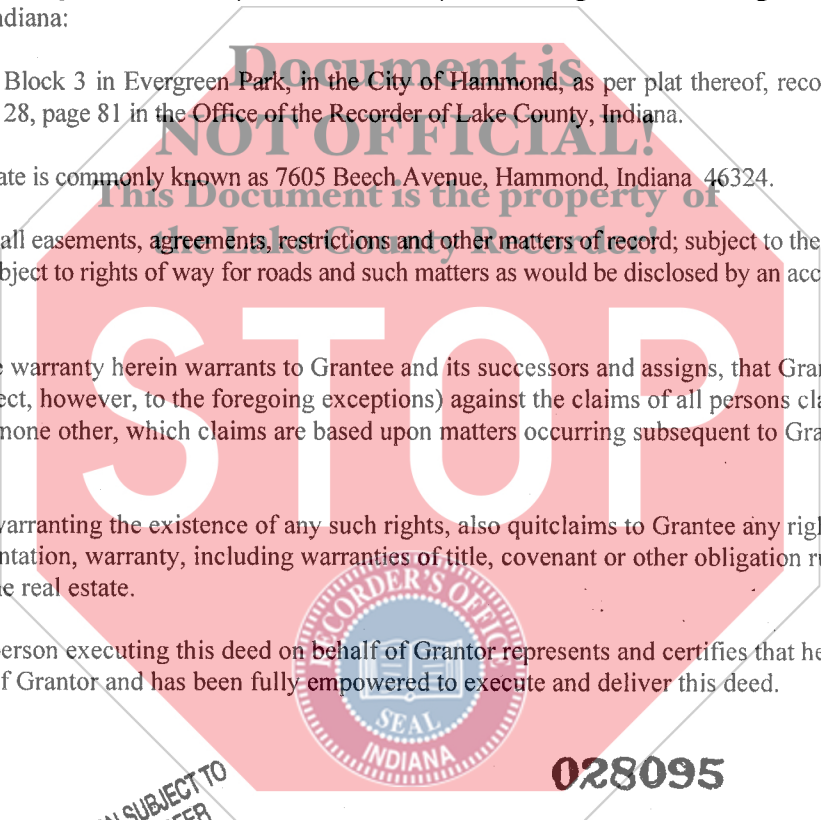 ndiana:
Document is
Block 3 in Evergreen Park, in the City of Hammond, as per plat thereof, reco
28, page 81 in the Office of the Recorder of Lake County, Indiana.
NOT OFFICIAL!
ate is commonly known as 7605 Beech Avenue, Hammond, Indiana 46324.
This Document is the property of
all easements, agreements, restrictions and other matters of record; subject to the
the Lake County Recorder!
bject to rights of way for roads and such matters as would be disclosed by an acc
STOP
e warranty herein warrants to Grantee and its successors and assigns, that Gra
ect, however, to the foregoing exceptions) against the claims of all persons cla
none other, which claims are based upon matters occurring subsequent to Gra
warranting the existence of any such rights, also quitclaims to Grantee any righ
ntation, warranty, including warranties of title, covenant or other obligation ru
e real estate.
RECORDER'S OFFICE
erson executing this deed on behalf of Grantor represents and certifies that he
f Grantor and has been fully empowered to execute and deliver this deed.
SEAL
INDIANA
028095
N SUBJECT TO
FER